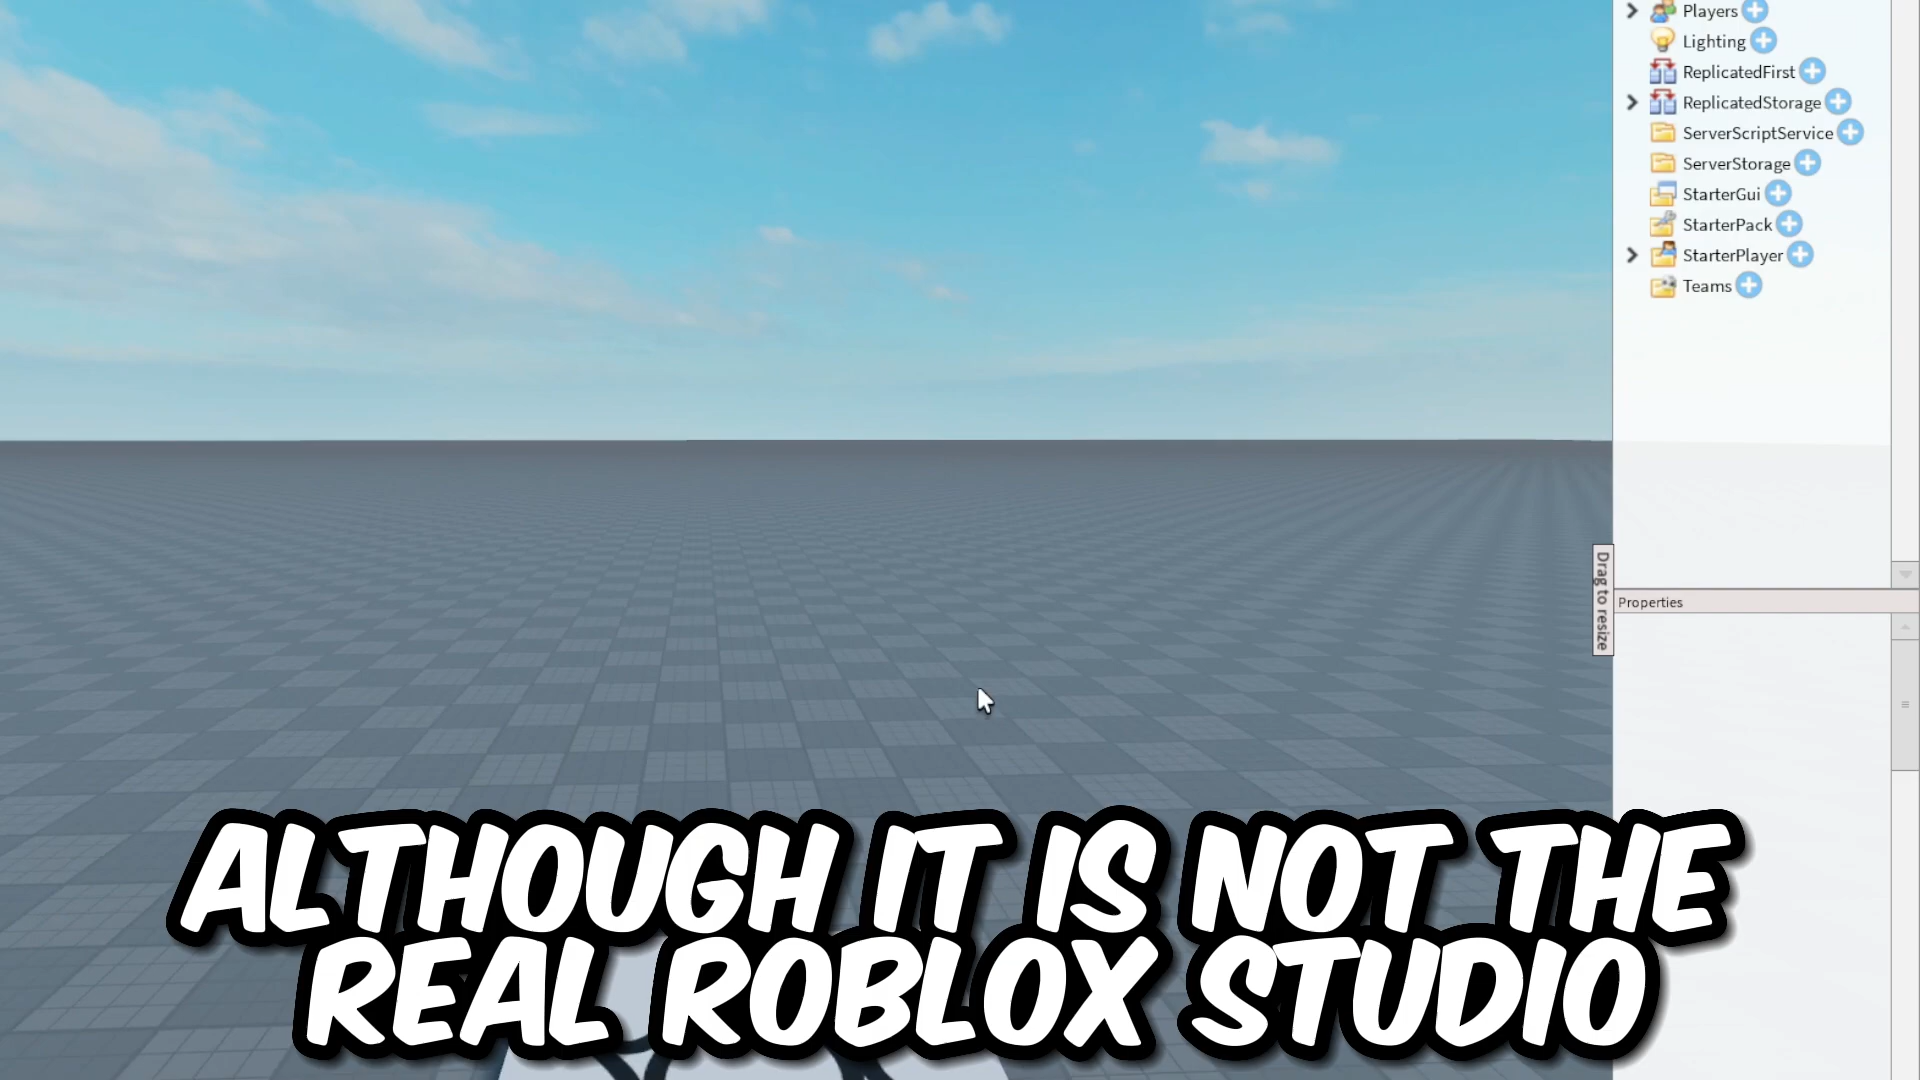 Players
Lighting
ReplicatedFirst
ReplicatedStorage
ServerScriptService
ServerStorage
StarterGui
StarterPack
StarterPlayer
Teams
Drag to resize
Properties
ALTHOUGH IT IS NOT THE
REAL ROBLOX STUDIO